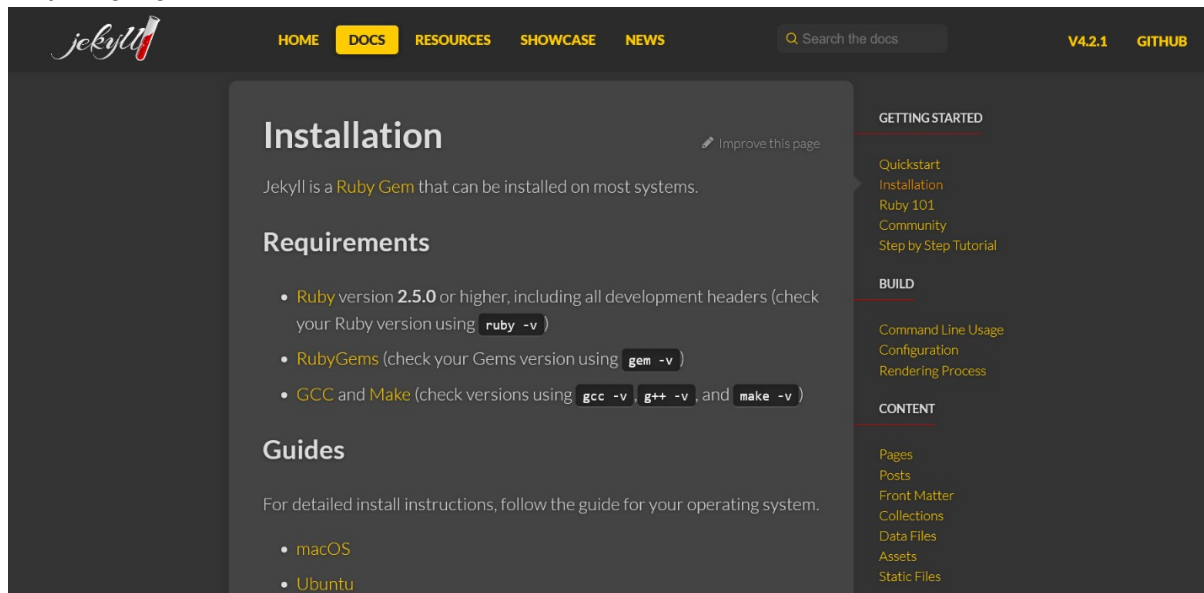 jekyll
HOME DOCS RESOURCES SHOWCASE NEWS
Search the docs
V4.2.1 GITHUB
Installation
Improve this page
Jekyll is a Ruby Gem that can be installed on most systems.
Requirements
• Ruby version 2.5.0 or higher, including all development headers (check
your Ruby version using ruby -v )
• RubyGems (check your Gems version using gem -v )
• GCC and Make (check versions using gcc -v , g++ -v , and make -v )
Guides
For detailed install instructions, follow the guide for your operating system.
• macOS
• Ubuntu
GETTING STARTED
Quickstart
Installation
Ruby 101
Community
Step by Step Tutorial
BUILD
Command Line Usage
Configuration
Rendering Process
CONTENT
Pages
Posts
Front Matter
Collections
Data Files
Assets
Static Files